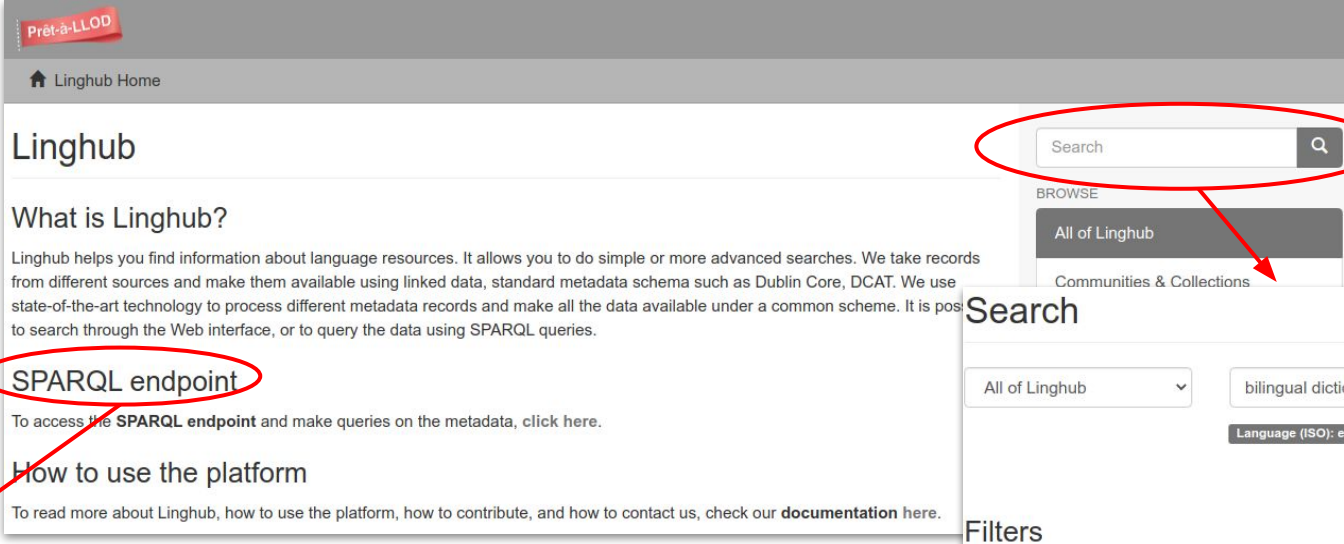 Prêt-à-LLOD
Linghub Home
Linghub
What is Linghub?
Linghub helps you find information about language resources. It allows you to do simple or more advanced searches. We take records
from different sources and make them available using linked data, standard metadata schema such as Dublin Core, DCAT. We use
state-of-the-art technology to process different metadata records and make all the data available under a common scheme. It is pos
to search through the Web interface, or to query the data using SPARQL queries.
SPARQL endpoint
To access the SPARQL endpoint and make queries on the metadata, click here.
How to use the platform
To read more about Linghub, how to use the platform, how to contribute, and how to contact us, check our documentation here.
Search
BROWSE
All of Linghub
Communities & Collections
Search
All of Linghub
bilingual dicti
Language (ISO): e
Filters